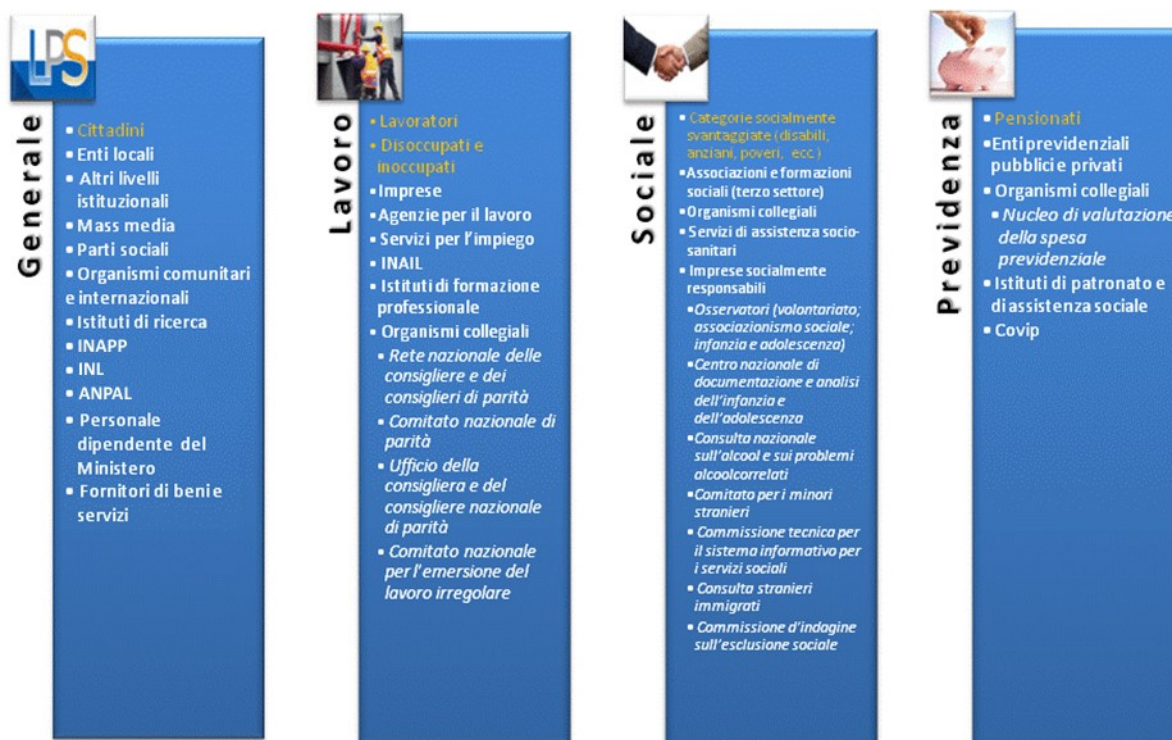 LPS
Generale
▪ Cittadini
▪ Enti locali
▪ Altri livelli
istituzionali
▪ Mass media
▪ Parti sociali
▪ Organismi comunitari
e internazionali
▪ Istituti di ricerca
▪ INAPP
▪ INL
▪ ANPAL
▪ Personale
dipendente del
Ministero
▪ Fornitori di beni e
servizi
Lavoro
▪ Lavoratori
▪ Disoccupati e
inoccupati
▪ Imprese
▪ Agenzie per il lavoro
▪ Servizi per l'impiego
▪ INAIL
▪ Istituti di formazione
professionale
▪ Organismi collegiali
▪ Rete nazionale delle
consigliere e dei
consiglieri di parità
▪ Comitato nazionale di
parità
▪ Ufficio della
consigliera e del
consigliere nazionale
di parità
▪ Comitato nazionale
per l'emersione del
lavoro irregolare
Sociale
▪ Categorie socialmente
svantaggiate (disabili,
anziani, poveri, ecc.)
▪ Associazioni e formazioni
sociali (terzo settore)
▪ Organismi collegiali
▪ Servizi di assistenza socio-
sanitari
▪ Imprese socialmente
responsabili
▪ Osservatori (volontariato;
associazionismo sociale;
infanzia e adolescenza)
▪ Centro nazionale di
documentazione e analisi
dell'infanzia e
dell'adolescenza
▪ Consulta nazionale
sull'alcool e sui problemi
alcoolcorrelati
▪ Comitato per i minori
stranieri
▪ Commissione tecnica per
il sistema informativo per
i servizi sociali
▪ Consulta stranieri
immigrati
▪ Commissione d'indagine
sull'esclusione sociale
Previdenza
▪ Pensionati
▪ Enti previdenziali
pubblici e privati
▪ Organismi collegiali
▪ Nucleo di valutazione
della spesa
previdenziale
▪ Istituti di patronato e
di assistenza sociale
▪ Covip